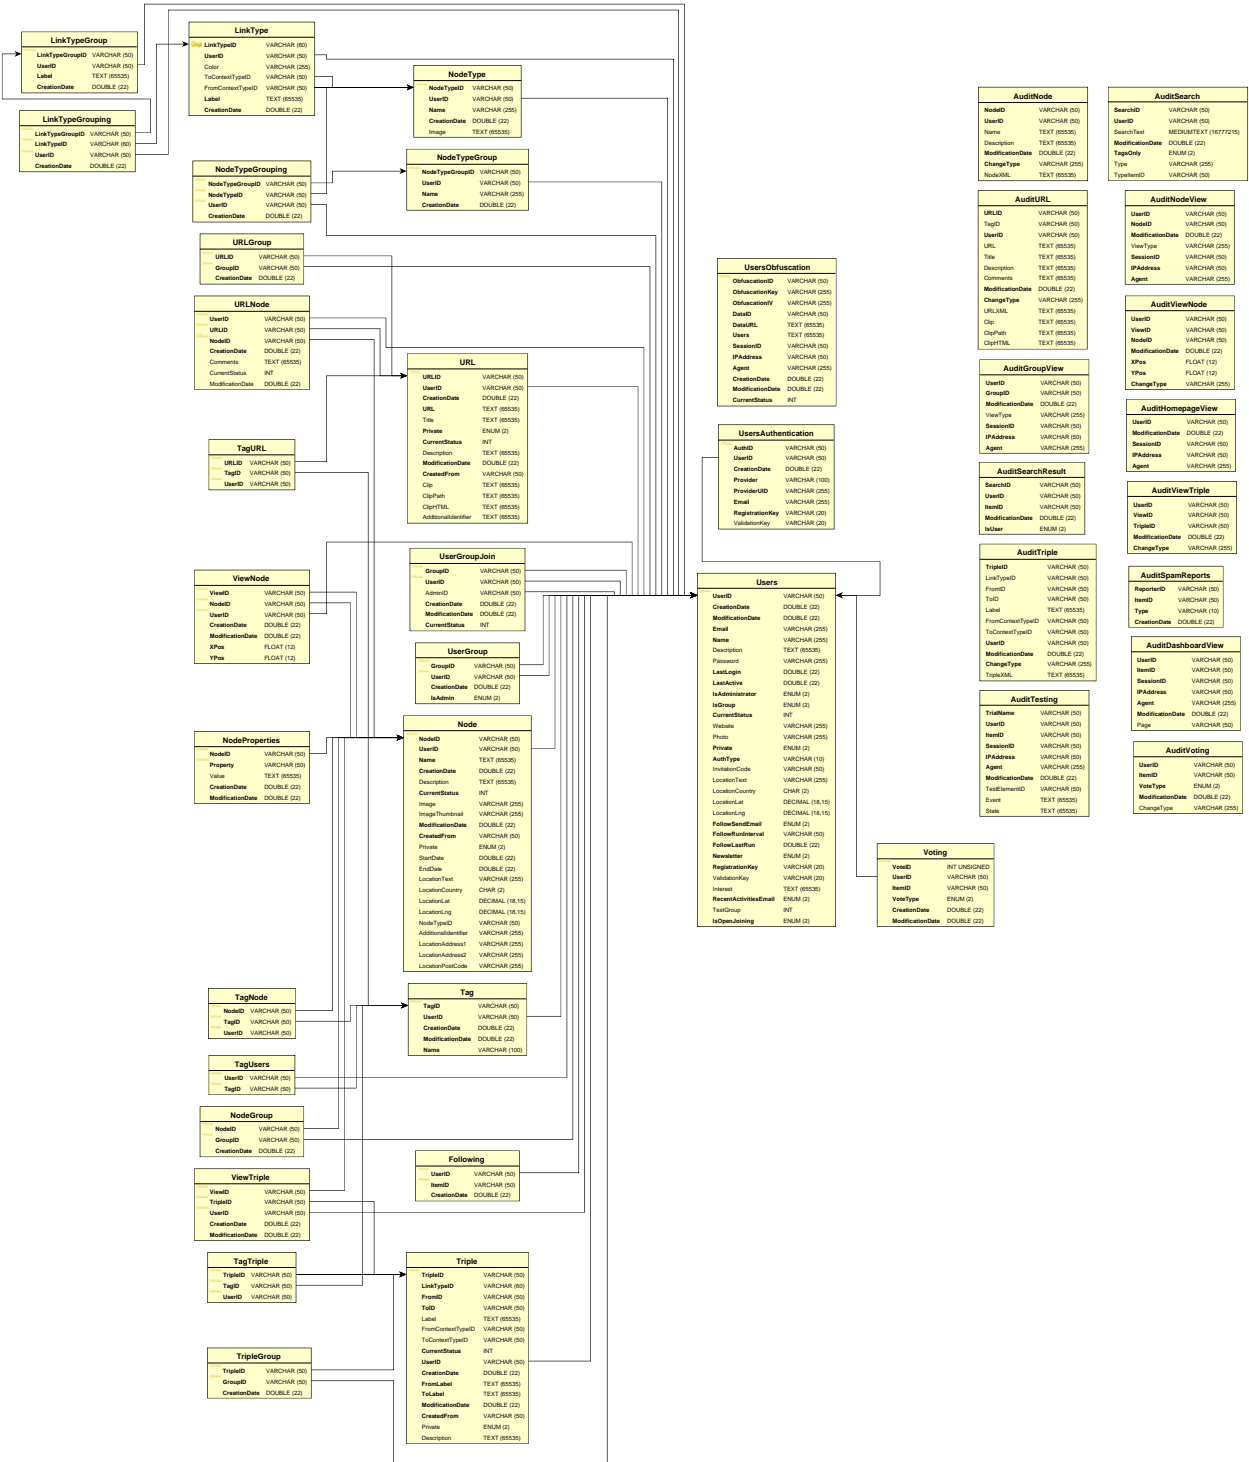 LinkTypeGroup
LinkTypeGroupID VARCHAR (50)
UserID VARCHAR (50)
Label TEXT (65535)
CreationDate DOUBLE (22)
LinkTypeGrouping
LinkTypeGroupID VARCHAR (50)
LinkTypeID VARCHAR (60)
UserID VARCHAR (50)
CreationDate DOUBLE (22)
LinkType
LinkTypeID VARCHAR (60)
UserID VARCHAR (50)
Color VARCHAR (255)
ToContextTypeID VARCHAR (50)
FromContextTypeID VARCHAR (50)
Label TEXT (65535)
CreationDate DOUBLE (22)
NodeType
NodeTypeID VARCHAR (50)
UserID VARCHAR (50)
Name VARCHAR (255)
CreationDate DOUBLE (22)
Image TEXT (65535)
NodeTypeGrouping
NodeTypeGroupID VARCHAR (50)
NodeTypeID VARCHAR (50)
UserID VARCHAR (50)
CreationDate DOUBLE (22)
NodeTypeGroup
NodeTypeGroupID VARCHAR (50)
UserID VARCHAR (50)
Name VARCHAR (255)
CreationDate DOUBLE (22)
URLGroup
URLID VARCHAR (50)
GroupID VARCHAR (50)
CreationDate DOUBLE (22)
URLNode
UserID VARCHAR (50)
URLID VARCHAR (50)
NodeID VARCHAR (50)
CreationDate DOUBLE (22)
Comments TEXT (65535)
CurrentStatus INT
ModificationDate DOUBLE (22)
URL
URLID VARCHAR (50)
UserID VARCHAR (50)
CreationDate DOUBLE (22)
URL TEXT (65535)
Title TEXT (65535)
Private ENUM (2)
CurrentStatus INT
Description TEXT (65535)
ModificationDate DOUBLE (22)
CreatedFrom VARCHAR (50)
Clip TEXT (65535)
ClipPath TEXT (65535)
ClipHTML TEXT (65535)
AdditionalIdentifier TEXT (65535)
TagURL
URLID VARCHAR (50)
TagID VARCHAR (50)
UserID VARCHAR (50)
ViewNode
ViewID VARCHAR (50)
NodeID VARCHAR (50)
UserID VARCHAR (50)
CreationDate DOUBLE (22)
ModificationDate DOUBLE (22)
XPos FLOAT (12)
YPos FLOAT (12)
UserGroupJoin
GroupID VARCHAR (50)
UserID VARCHAR (50)
AdminID VARCHAR (50)
CreationDate DOUBLE (22)
ModificationDate DOUBLE (22)
CurrentStatus INT
UserGroup
GroupID VARCHAR (50)
UserID VARCHAR (50)
CreationDate DOUBLE (22)
IsAdmin ENUM (2)
NodeProperties
NodeID VARCHAR (50)
Property VARCHAR (50)
Value TEXT (65535)
CreationDate DOUBLE (22)
ModificationDate DOUBLE (22)
Node
NodeID VARCHAR (50)
UserID VARCHAR (50)
Name TEXT (65535)
CreationDate DOUBLE (22)
Description TEXT (65535)
CurrentStatus INT
Image VARCHAR (255)
ImageThumbnail VARCHAR (255)
ModificationDate DOUBLE (22)
CreatedFrom VARCHAR (50)
Private ENUM (2)
StartDate DOUBLE (22)
EndDate DOUBLE (22)
LocationText VARCHAR (255)
LocationCountry CHAR (2)
LocationLat DECIMAL (18,15)
LocationLng DECIMAL (18,15)
NodeTypeID VARCHAR (50)
AdditionalIdentifier VARCHAR (255)
LocationAddress1 VARCHAR (255)
LocationAddress2 VARCHAR (255)
LocationPostCode VARCHAR (255)
TagNode
NodeID VARCHAR (50)
TagID VARCHAR (50)
UserID VARCHAR (50)
Tag
TagID VARCHAR (50)
UserID VARCHAR (50)
CreationDate DOUBLE (22)
ModificationDate DOUBLE (22)
Name VARCHAR (100)
TagUsers
UserID VARCHAR (50)
TagID VARCHAR (50)
NodeGroup
NodeID VARCHAR (50)
GroupID VARCHAR (50)
CreationDate DOUBLE (22)
Following
UserID VARCHAR (50)
ItemID VARCHAR (50)
CreationDate DOUBLE (22)
ViewTriple
ViewID VARCHAR (50)
TripleID VARCHAR (50)
UserID VARCHAR (50)
CreationDate DOUBLE (22)
ModificationDate DOUBLE (22)
TagTriple
TripleID VARCHAR (50)
TagID VARCHAR (50)
UserID VARCHAR (50)
Triple
TripleID VARCHAR (50)
LinkTypeID VARCHAR (60)
FromID VARCHAR (50)
ToID VARCHAR (50)
Label TEXT (65535)
FromContextTypeID VARCHAR (50)
ToContextTypeID VARCHAR (50)
CurrentStatus INT
UserID VARCHAR (50)
CreationDate DOUBLE (22)
FromLabel TEXT (65535)
ToLabel TEXT (65535)
ModificationDate DOUBLE (22)
CreatedFrom VARCHAR (50)
Private ENUM (2)
Description TEXT (65535)
TripleGroup
TripleID VARCHAR (50)
GroupID VARCHAR (50)
CreationDate DOUBLE (22)
UsersObfuscation
ObfuscationID VARCHAR (50)
ObfuscationKey VARCHAR (255)
ObfuscationIV VARCHAR (255)
DataID VARCHAR (50)
DataURL TEXT (65535)
Users TEXT (65535)
SessionID VARCHAR (50)
IPAddress VARCHAR (50)
Agent VARCHAR (255)
CreationDate DOUBLE (22)
ModificationDate DOUBLE (22)
CurrentStatus INT
UsersAuthentication
AuthID VARCHAR (50)
UserID VARCHAR (50)
CreationDate DOUBLE (22)
Provider VARCHAR (100)
ProviderUID VARCHAR (255)
Email VARCHAR (255)
RegistrationKey VARCHAR (20)
ValidationKey VARCHAR (20)
Users
UserID VARCHAR (50)
CreationDate DOUBLE (22)
ModificationDate DOUBLE (22)
Email VARCHAR (255)
Name VARCHAR (255)
Description TEXT (65535)
Password VARCHAR (255)
LastLogin DOUBLE (22)
LastActive DOUBLE (22)
IsAdministrator ENUM (2)
IsGroup ENUM (2)
CurrentStatus INT
Website VARCHAR (255)
Photo VARCHAR (255)
Private ENUM (2)
AuthType VARCHAR (10)
InvitationCode VARCHAR (50)
LocationText VARCHAR (255)
LocationCountry CHAR (2)
LocationLat DECIMAL (18,15)
LocationLng DECIMAL (18,15)
FollowSendEmail ENUM (2)
FollowRunInterval VARCHAR (50)
FollowLastRun DOUBLE (22)
Newsletter ENUM (2)
RegistrationKey VARCHAR (20)
ValidationKey VARCHAR (20)
Interest TEXT (65535)
RecentActivitiesEmail ENUM (2)
TestGroup INT
IsOpenJoining ENUM (2)
Voting
VoteID INT UNSIGNED
UserID VARCHAR (50)
ItemID VARCHAR (50)
VoteType ENUM (2)
CreationDate DOUBLE (22)
ModificationDate DOUBLE (22)
AuditNode
NodeID VARCHAR (50)
UserID VARCHAR (50)
Name TEXT (65535)
Description TEXT (65535)
ModificationDate DOUBLE (22)
ChangeType VARCHAR (255)
NodeXML TEXT (65535)
AuditURL
URLID VARCHAR (50)
TagID VARCHAR (50)
UserID VARCHAR (50)
URL TEXT (65535)
Title TEXT (65535)
Description TEXT (65535)
Comments TEXT (65535)
ModificationDate DOUBLE (22)
ChangeType VARCHAR (255)
URLXML TEXT (65535)
Clip TEXT (65535)
ClipPath TEXT (65535)
ClipHTML TEXT (65535)
AuditGroupView
UserID VARCHAR (50)
GroupID VARCHAR (50)
ModificationDate DOUBLE (22)
ViewType VARCHAR (255)
SessionID VARCHAR (50)
IPAddress VARCHAR (50)
Agent VARCHAR (255)
AuditSearchResult
SearchID VARCHAR (50)
UserID VARCHAR (50)
ItemID VARCHAR (50)
ModificationDate DOUBLE (22)
IsUser ENUM (2)
AuditTriple
TripleID VARCHAR (50)
LinkTypeID VARCHAR (50)
FromID VARCHAR (50)
ToID VARCHAR (50)
Label TEXT (65535)
FromContextTypeID VARCHAR (50)
ToContextTypeID VARCHAR (50)
UserID VARCHAR (50)
ModificationDate DOUBLE (22)
ChangeType VARCHAR (255)
TripleXML TEXT (65535)
AuditTesting
TrialName VARCHAR (50)
UserID VARCHAR (50)
ItemID VARCHAR (50)
SessionID VARCHAR (50)
IPAddress VARCHAR (50)
Agent VARCHAR (255)
ModificationDate DOUBLE (22)
TestElementID VARCHAR (50)
Event TEXT (65535)
State TEXT (65535)
AuditSearch
SearchID VARCHAR (50)
UserID VARCHAR (50)
SearchText MEDIUMTEXT (16777215)
ModificationDate DOUBLE (22)
TagsOnly ENUM (2)
Type VARCHAR (255)
TypeItemID VARCHAR (50)
AuditNodeView
UserID VARCHAR (50)
NodeID VARCHAR (50)
ModificationDate DOUBLE (22)
ViewType VARCHAR (255)
SessionID VARCHAR (50)
IPAddress VARCHAR (50)
Agent VARCHAR (255)
AuditViewNode
UserID VARCHAR (50)
ViewID VARCHAR (50)
NodeID VARCHAR (50)
ModificationDate DOUBLE (22)
XPos FLOAT (12)
YPos FLOAT (12)
ChangeType VARCHAR (255)
AuditHomepageView
UserID VARCHAR (50)
ModificationDate DOUBLE (22)
SessionID VARCHAR (50)
IPAddress VARCHAR (50)
Agent VARCHAR (255)
AuditViewTriple
UserID VARCHAR (50)
ViewID VARCHAR (50)
TripleID VARCHAR (50)
ModificationDate DOUBLE (22)
ChangeType VARCHAR (255)
AuditSpamReports
ReporterID VARCHAR (50)
ItemID VARCHAR (50)
Type VARCHAR (10)
CreationDate DOUBLE (22)
AuditDashboardView
UserID VARCHAR (50)
ItemID VARCHAR (50)
SessionID VARCHAR (50)
IPAddress VARCHAR (50)
Agent VARCHAR (255)
ModificationDate DOUBLE (22)
Page VARCHAR (50)
AuditVoting
UserID VARCHAR (50)
ItemID VARCHAR (50)
VoteType ENUM (2)
ModificationDate DOUBLE (22)
ChangeType VARCHAR (255)